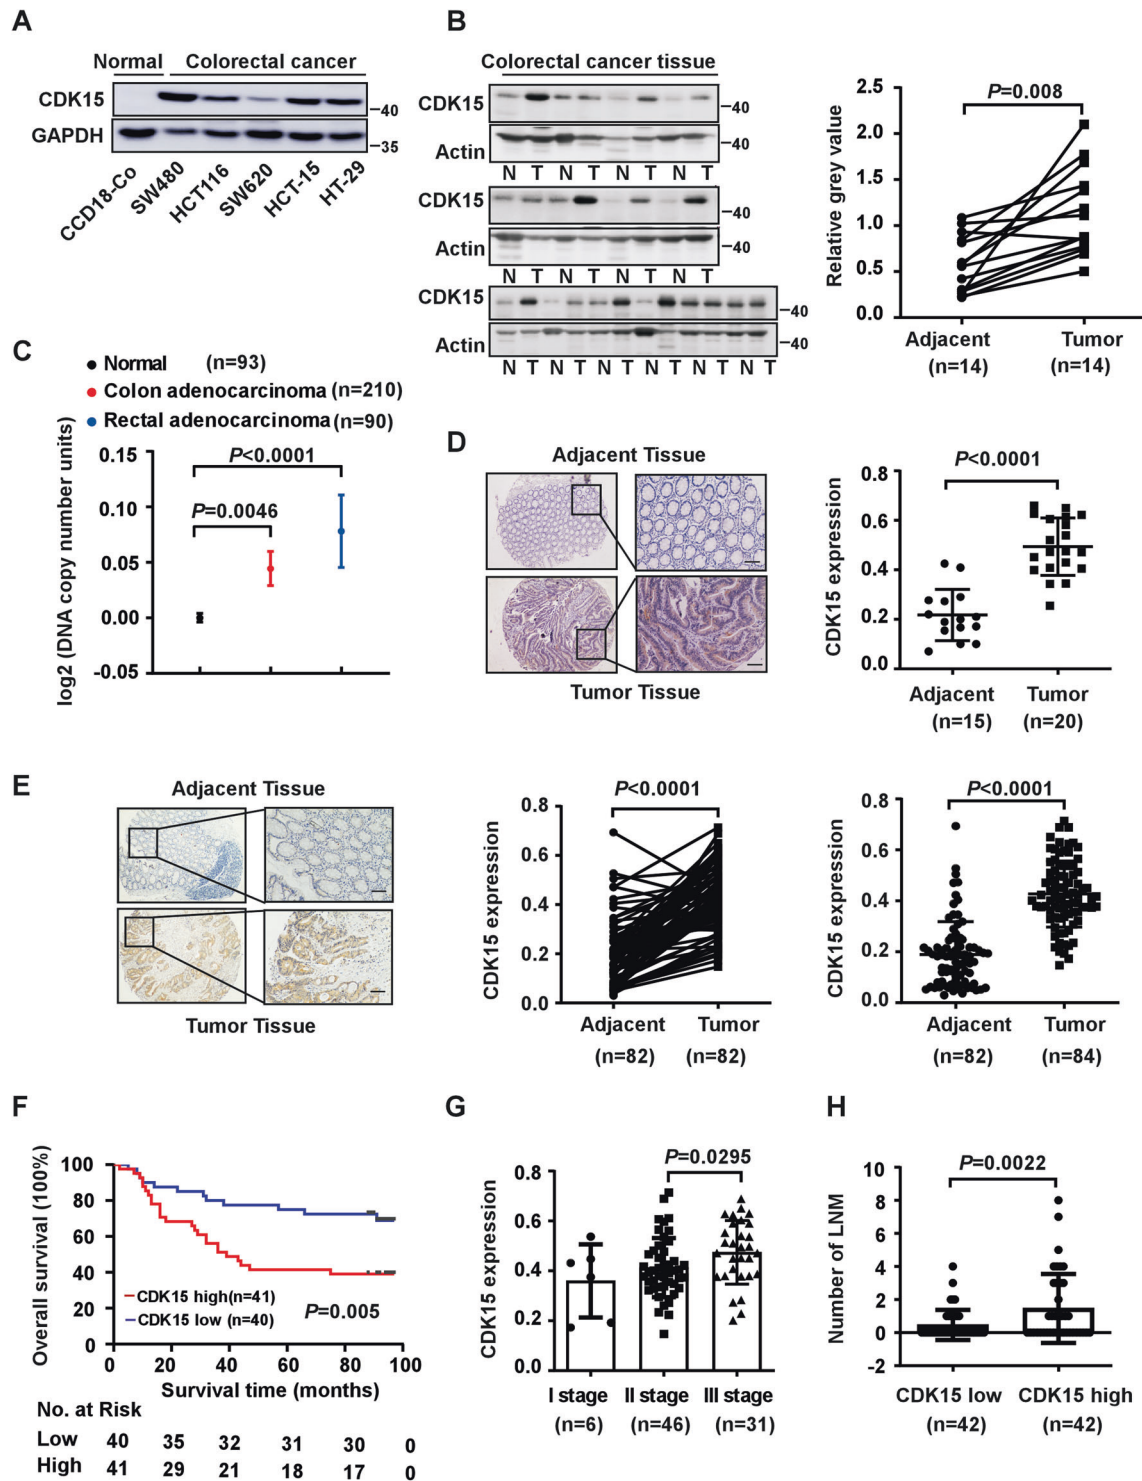 A
Normal Colorectal cancer
CDK15
40
GAPDH
35
CCD18-Co SW480 HCT116 SW620 HCT-15 HT-29
B
Colorectal cancer tissue
CDK15
40
Actin
40
N T N T N T N T
CDK15
40
Actin
40
N T N T N T N T
CDK15
40
Actin
40
N T N T N T N T N T N T
Relative grey value
2.5
2.0
1.5
1.0
0.5
0.0
P=0.008
Adjacent Tumor
(n=14) (n=14)
C
Normal (n=93)
Colon adenocarcinoma (n=210)
Rectal adenocarcinoma (n=90)
log2 (DNA copy number units)
0.15
0.10
0.05
0.00
-0.05
P<0.0001
P=0.0046
D
Adjacent Tissue
Tumor Tissue
CDK15 expression
0.8
0.6
0.4
0.2
0.0
P<0.0001
Adjacent Tumor
(n=15) (n=20)
E
Adjacent Tissue
Tumor Tissue
CDK15 expression
0.8
0.6
0.4
0.2
0.0
P<0.0001
Adjacent Tumor
(n=82) (n=82)
CDK15 expression
0.8
0.6
0.4
0.2
0.0
P<0.0001
Adjacent Tumor
(n=82) (n=84)
F
Overall survival (100%)
100
80
60
40
20
0
CDK15 high(n=41)
CDK15 low (n=40)
P=0.005
0 20 40 60 80 100
Survival time (months)
No. at Risk
Low 40 35 32 31 30 0
High 41 29 21 18 17 0
G
CDK15 expression
0.8
0.6
0.4
0.2
0.0
P=0.0295
I stage II stage III stage
(n=6) (n=46) (n=31)
H
Number of LNM
10
8
6
4
2
0
-2
P=0.0022
CDK15 low CDK15 high
(n=42) (n=42)